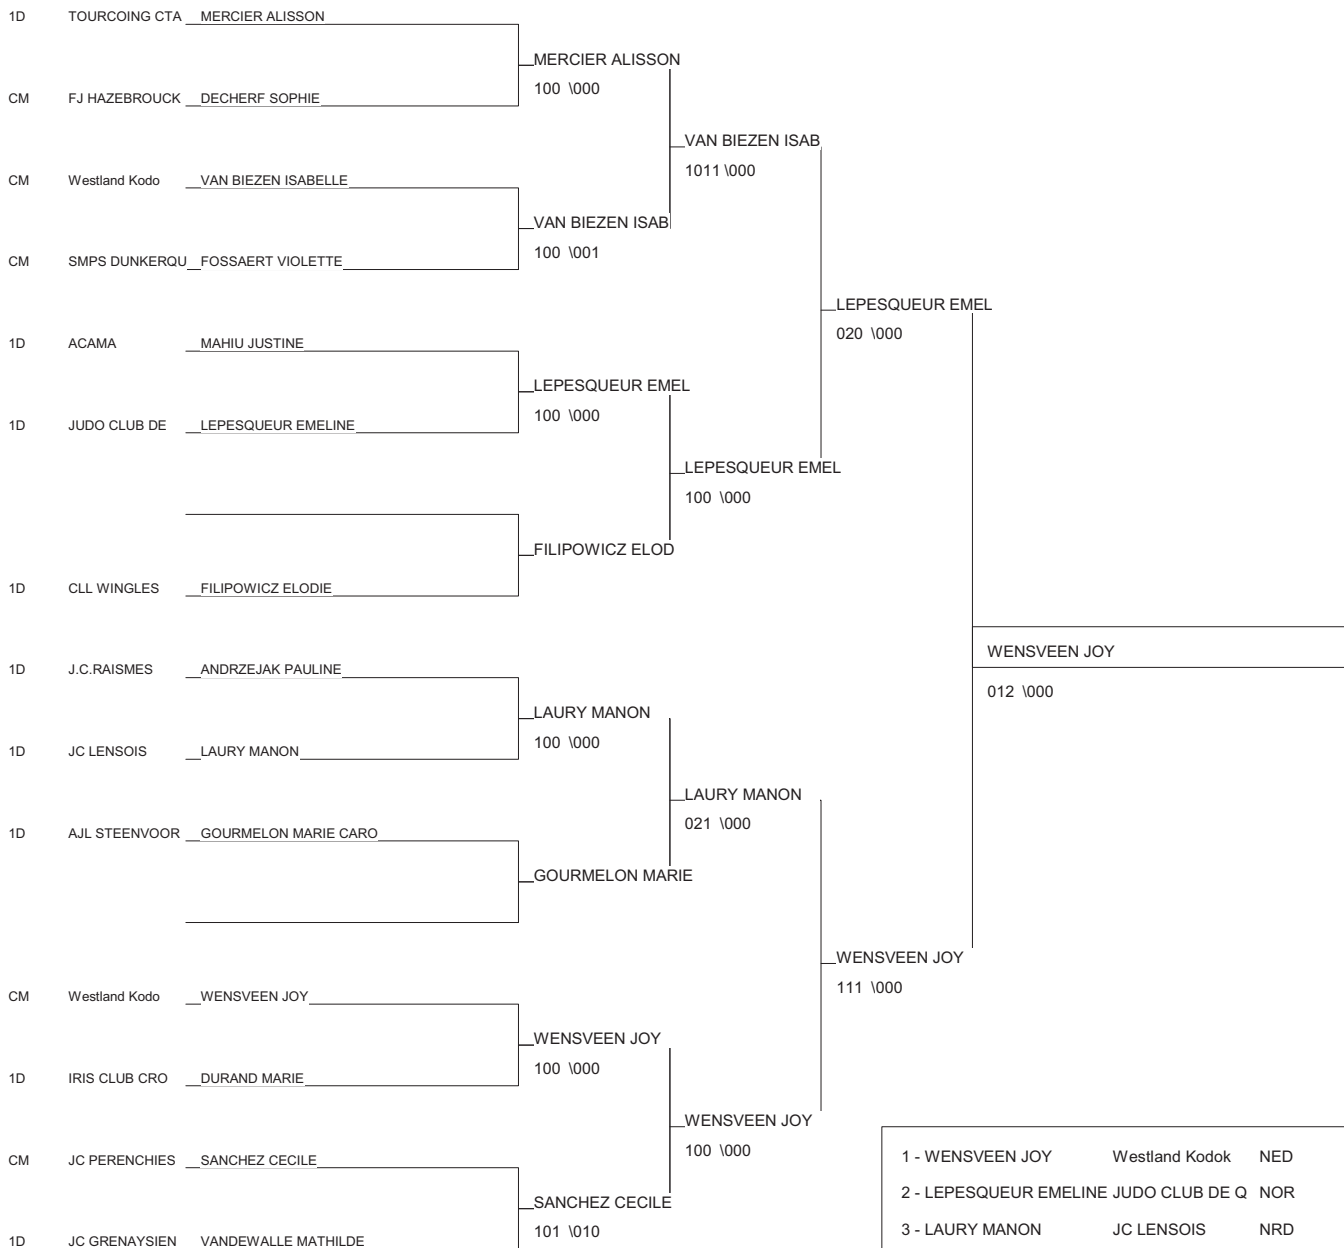 1D TOURCOING CTA MERCIER ALISSON
MERCIER ALISSON
100 \000
CM FJ HAZEBROUCK DECHERF SOPHIE
VAN BIEZEN ISAB
1011 \000
CM Westland Kodo VAN BIEZEN ISABELLE
VAN BIEZEN ISAB
100 \001
CM SMPS DUNKERQU FOSSAERT VIOLETTE
LEPESQUEUR EMEL
020 \000
1D ACAMA MAHIU JUSTINE
LEPESQUEUR EMEL
100 \000
1D JUDO CLUB DE LEPESQUEUR EMELINE
LEPESQUEUR EMEL
100 \000
FILIPOWICZ ELOD
1D CLL WINGLES FILIPOWICZ ELODIE
WENSVEEN JOY
012 \000
1D J.C.RAISMES ANDRZEJAK PAULINE
LAURY MANON
100 \000
1D JC LENSOIS LAURY MANON
LAURY MANON
021 \000
1D AJL STEENVOOR GOURMELON MARIE CARO
GOURMELON MARIE
WENSVEEN JOY
111 \000
CM Westland Kodo WENSVEEN JOY
WENSVEEN JOY
100 \000
1D IRIS CLUB CRO DURAND MARIE
WENSVEEN JOY
100 \000
CM JC PERENCHIES SANCHEZ CECILE
SANCHEZ CECILE
101 \010
1D JC GRENAYSIEN VANDEWALLE MATHILDE
1 - WENSVEEN JOY Westland Kodok NED
2 - LEPESQUEUR EMELINE JUDO CLUB DE Q NOR
3 - LAURY MANON JC LENSOIS NRD